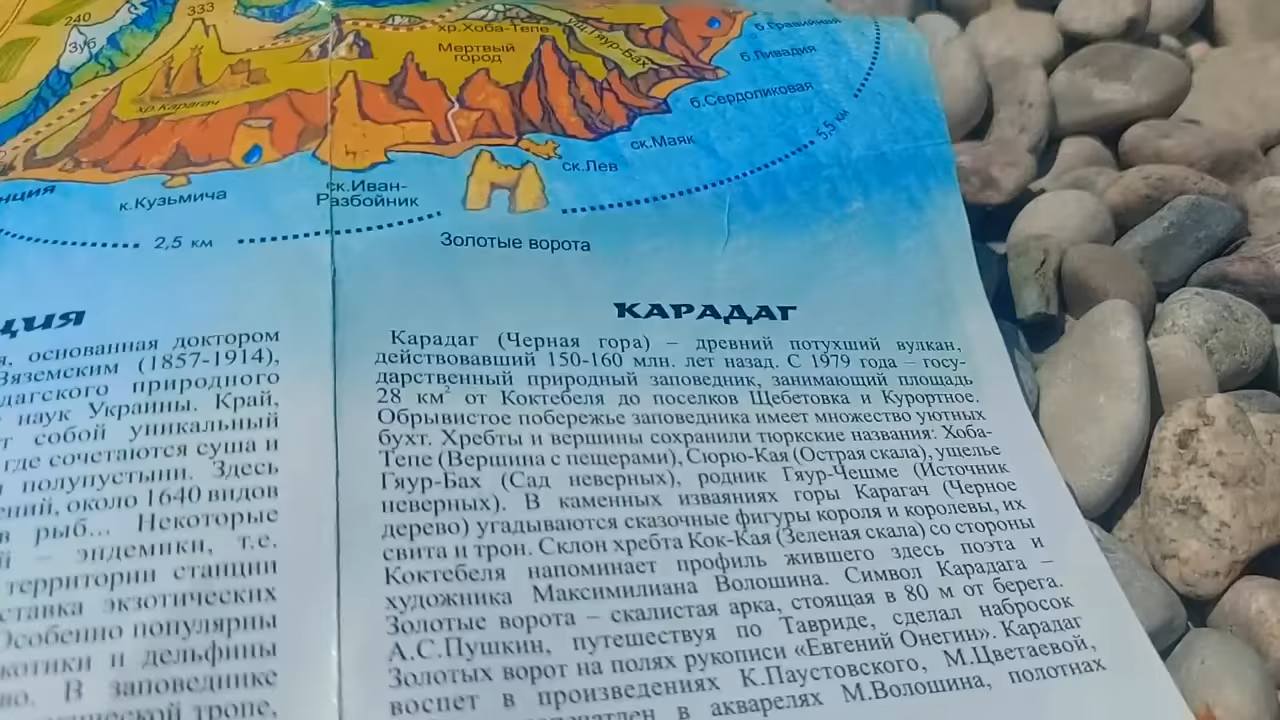 240
333
Зуб
хр.Хоба-Тепе
ущ.Гяур-Бах
б.Гравийная
Мертвый
город
б.Ливадия
хр.Карагач
б.Сердоликовая
5,5 км
ск.Маяк
ск.Лев
нция
к.Кузьмича
ск.Иван-
Разбойник
2,5 км
Золотые ворота
ция
я, основанная доктором
Вяземским (1857-1914),
дагского природного
наук Украины. Край,
т собой уникальный
где сочетаются суша и
полупустыни. Здесь
ений, около 1640 видов
в рыб... Некоторые
й – эндемики, т.е.
территории станции
ставка экзотических
Особенно популярны
котики и дельфины
во. В заповеднике
тропе,
КАРАДАГ
Карадаг (Черная гора) – древний потухший вулкан,
действовавший 150-160 млн. лет назад. С 1979 года – госу-
дарственный природный заповедник, занимающий площадь
28 км² от Коктебеля до поселков Щебетовка и Курортное.
Обрывистое побережье заповедника имеет множество уютных
бухт. Хребты и вершины сохранили тюркские названия: Хоба-
Тепе (Вершина с пещерами), Сюрю-Кая (Острая скала), ущелье
Гяур-Бах (Сад неверных), родник Гяур-Чешме (Источник
неверных). В каменных изваяниях горы Карагач (Черное
дерево) угадываются сказочные фигуры короля и королевы, их
свита и трон. Склон хребта Кок-Кая (Зеленая скала) со стороны
Коктебеля напоминает профиль жившего здесь поэта и
художника Максимилиана Волошина. Символ Карадага –
Золотые ворота – скалистая арка, стоящая в 80 м от берега.
А.С.Пушкин, путешествуя по Тавриде, сделал набросок
Золотых ворот на полях рукописи «Евгений Онегин». Карадаг
воспет в произведениях К.Паустовского, М.Цветаевой,
в акварелях М.Волошина, полотнах